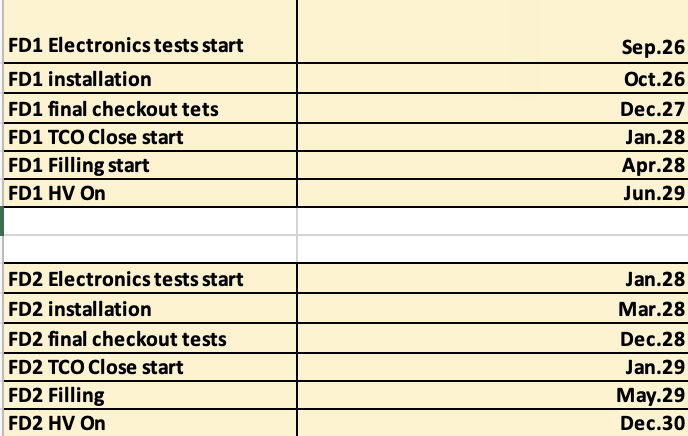 FD1 Electronics tests start Sep.26
FD1 installation Oct.26
FD1 final checkout tets Dec.27
FD1 TCO Close start Jan.28
FD1 Filling start Apr.28
FD1 HV On Jun.29
FD2 Electronics tests start Jan.28
FD2 installation Mar.28
FD2 final checkout tests Dec.28
FD2 TCO Close start Jan.29
FD2 Filling May.29
FD2 HV On Dec.30